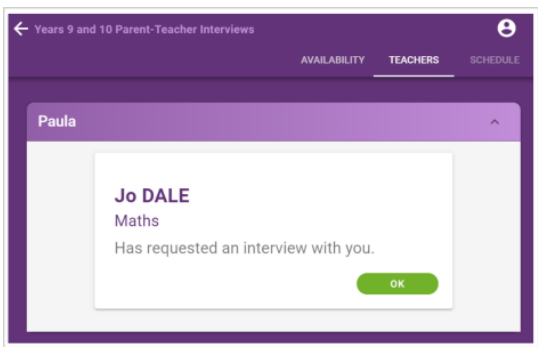 Years 9 and 10 Parent-Teacher Interviews
AVAILABILITY TEACHERS SCHEDULE
Paula
Jo DALE
Maths
Has requested an interview with you.
OK